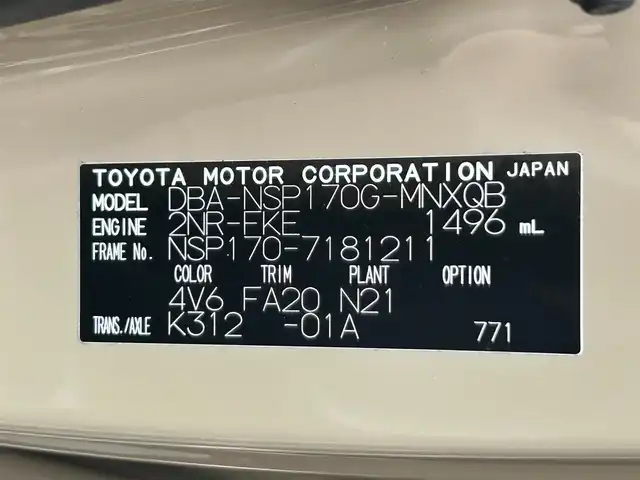 TOYOTA MOTOR CORPORATION JAPAN
MODEL DBA-NSP170G-MNXQB
ENGINE 2NR-FKE 1496 mL
FRAME No. NSP170-7181211
COLOR TRIM PLANT OPTION
4V6 FA20 N21
TRANS./AXLE K312 -01A 771